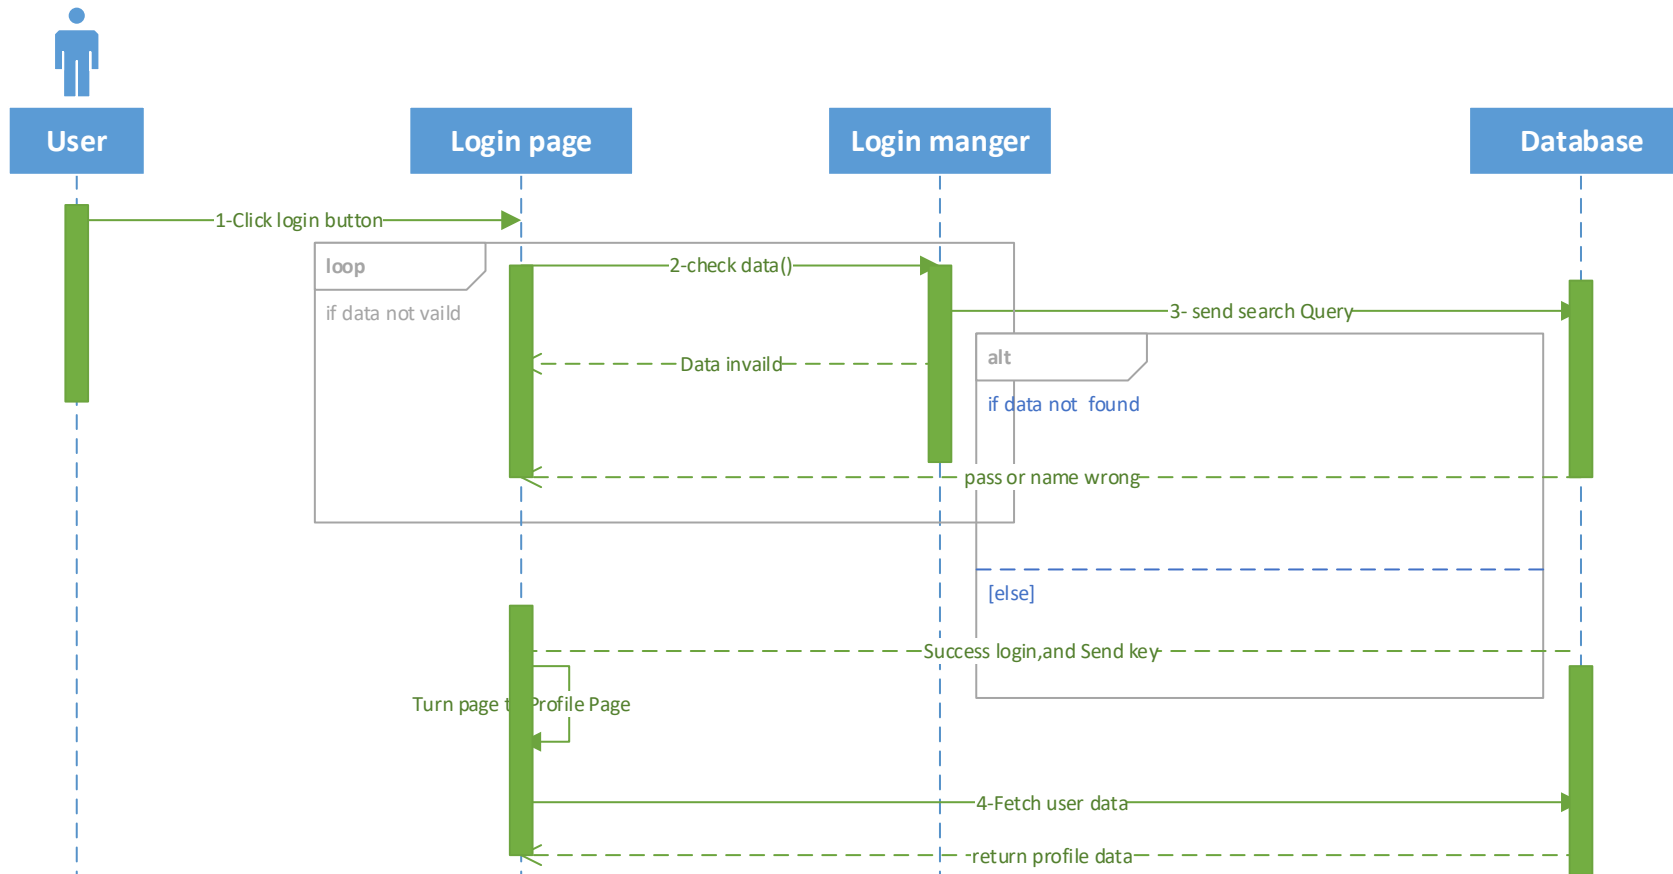 User
Login page
Login manger
Database
1-Click login button
loop
2-check data()
if data not vaild
3- send search Query
alt
Data invaild
if data not  found
pass or name wrong
[else]
Success login,and Send key
Turn page t Profile Page
4-Fetch user data
return profile data